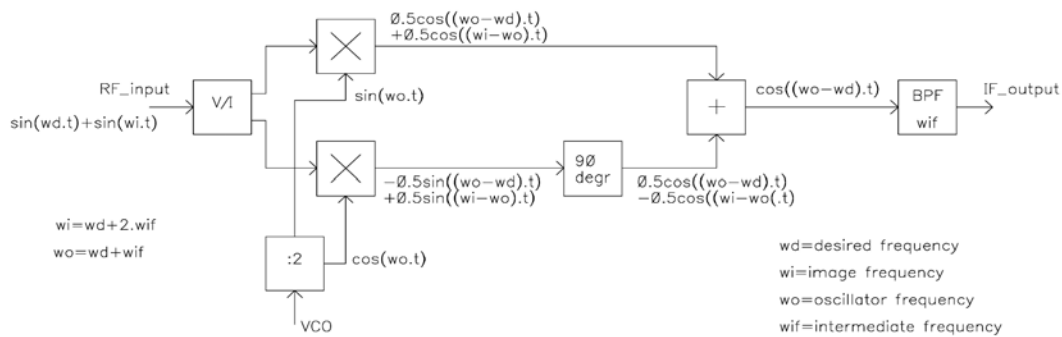 0.5cos((wo-wd).t)
+0.5cos((wi-wo).t)
RF_input
V/I
sin(wd.t)+sin(wi.t)
sin(wo.t)
+
cos((wo-wd).t)
BPF
wif
IF_output
-0.5sin((wo-wd).t)
+0.5sin((wi-wo).t)
90
degr
0.5cos((wo-wd).t)
-0.5cos((wi-wo(.t)
wi=wd+2.wif
wo=wd+wif
:2
cos(wo.t)
VCO
wd=desired frequency
wi=image frequency
wo=oscillator frequency
wif=intermediate frequency